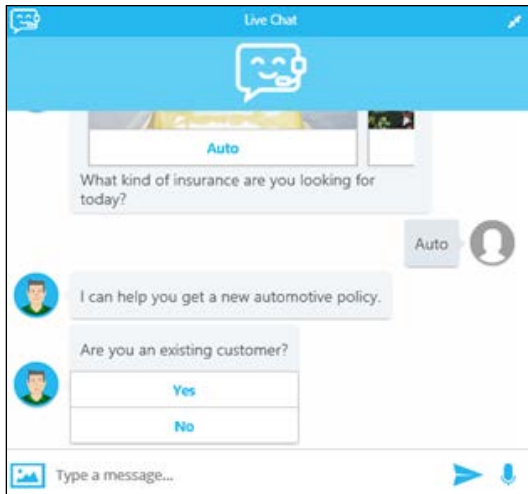 Live Chat
Auto
What kind of insurance are you looking for
today?
Auto
I can help you get a new automotive policy.
Are you an existing customer?
Yes
No
Type a message...